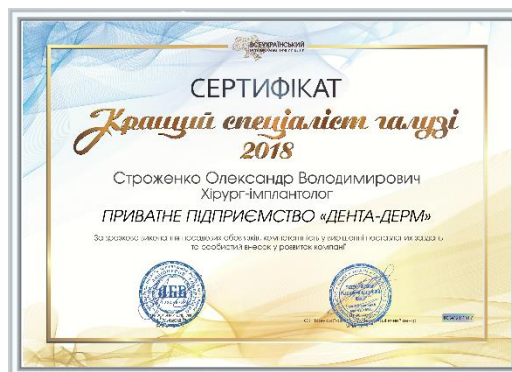 ВСЕУКРАЇНСЬКИЙ
СЕРТИФІКАТ
Кращий спеціаліст галузі
2018
Строженко Олександр Володимирович
Хірург-імплантолог
ПРИВАТНЕ ПІДПРИЄМСТВО «ДЕНТА-ДЕРМ»
За зразкове виконання посадових обов'язків, компетентність у вирішенні поставлених завдань
та особистий внесок у розвиток компанії